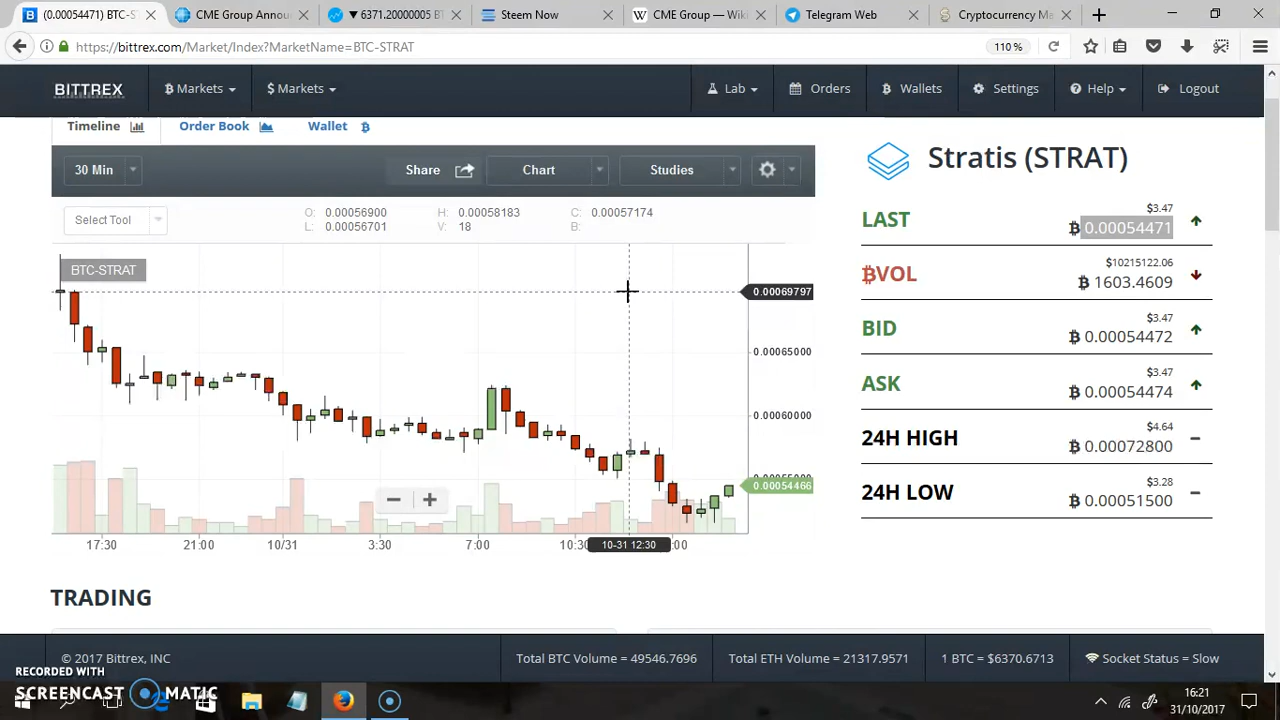 (0.0554471) BTC-S
CME Group Annou
▼ 6371.20000005 B
Steem Now
CME Group — Wiki
Telegram Web
Cryptocurrency Ma
https://bittrex.com/Market/Index?MarketName=BTC-STRAT
110 %
BITTREX
Markets
$ Markets
Lab
Orders
Wallets
Settings
Help
Logout
Timeline
Order Book
Wallet
30 Min
Share
Chart
Studies
Select Tool
O: 0.00056900 H: 0.00058183 C: 0.00057174
L: 0.00056701 V: 18 B:
BTC-STRAT
0.00069797
0.00065000
0.00060000
0.00054466
17:30 21:00 10/31 3:30 7:00 10:30 10-31 12:30 :00
Stratis (STRAT)
$3.47
LAST 0.00054471
$10215122.06
VOL 1603.4609
$3.47
BID 0.00054472
$3.47
ASK 0.00054474
$4.64
24H HIGH 0.00072800
$3.28
24H LOW 0.00051500
TRADING
© 2017 Bittrex, INC
Total BTC Volume = 49546.7696
Total ETH Volume = 21317.9571
1 BTC = $6370.6713
Socket Status = Slow
RECORDED WITH
SCREENCAST MATIC
16:21
31/10/2017